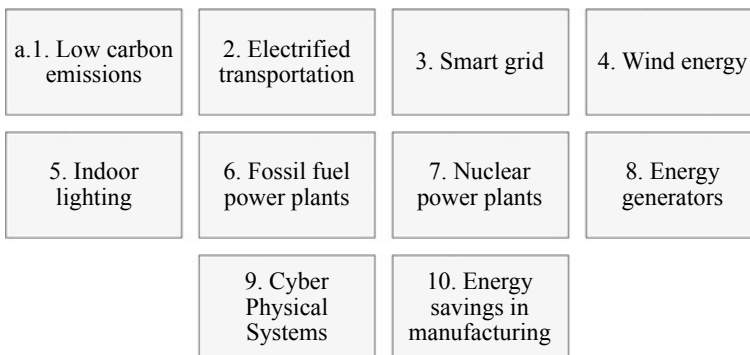 a.1. Low carbon
emissions
2. Electrified
transportation
3. Smart grid
4. Wind energy
5. Indoor
lighting
6. Fossil fuel
power plants
7. Nuclear
power plants
8. Energy
generators
9. Cyber
Physical
Systems
10. Energy
savings in
manufacturing